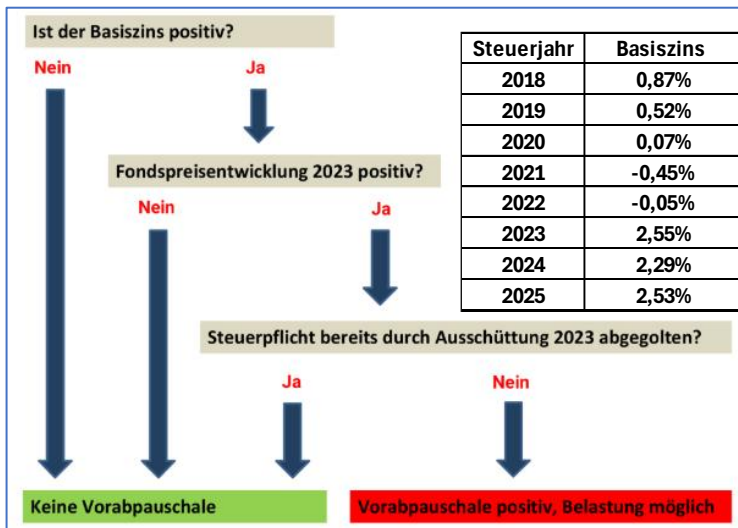 Ist der Basiszins positiv?
Nein Ja
Fondspreisentwicklung 2023 positiv?
Nein Ja
Steuerpflicht bereits durch Ausschüttung 2023 abgegolten?
Ja Nein
Keine Vorabpauschale
Vorabpauschale positiv, Belastung möglich
Steuerjahr Basiszins
2018 0,87%
2019 0,52%
2020 0,07%
2021 -0,45%
2022 -0,05%
2023 2,55%
2024 2,29%
2025 2,53%